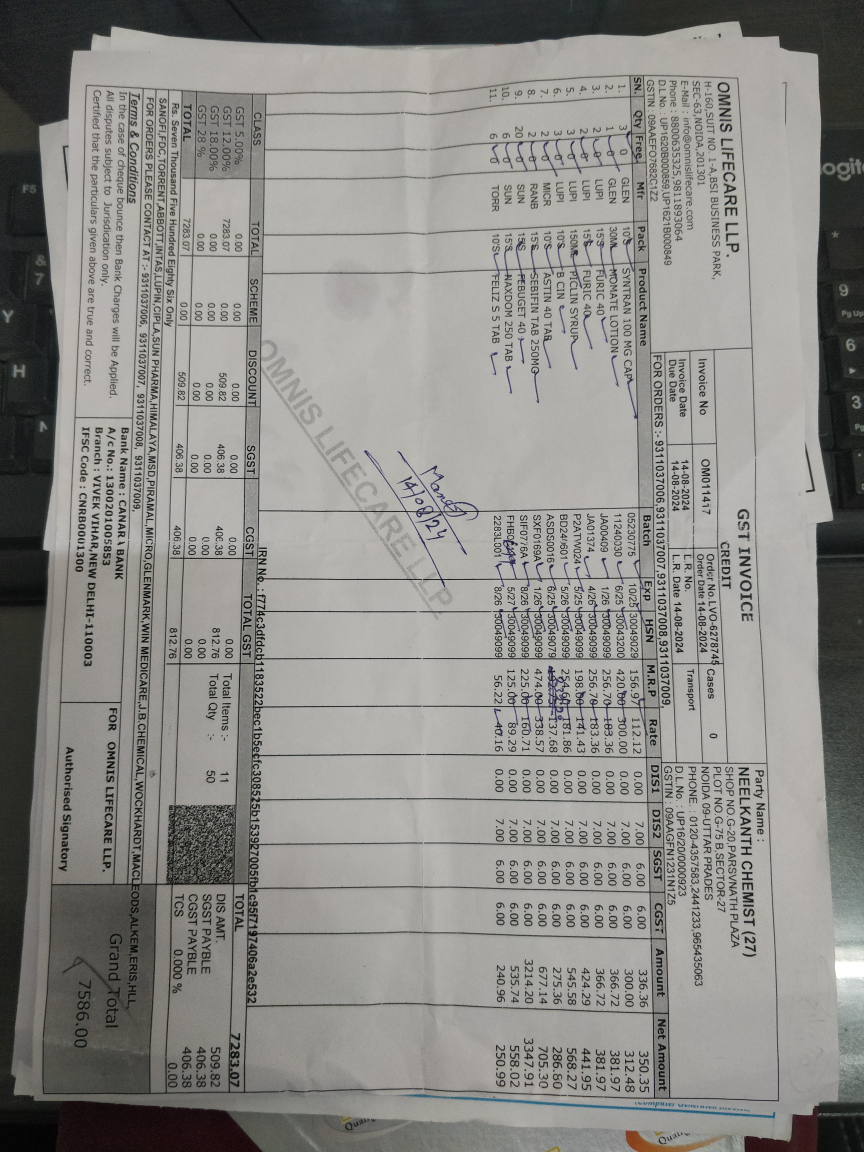 OMNIS LIFECARE LLP.
H-160,SUIT NO. 1-A,BSI BUSINESS PARK,
SEC-63,NOIDA,201301
E-Mail : info@omnislifecare.com
Phone : 8800635325,9811893064
D.L.No. : UP1620B000859,UP1621B000849
GSTIN : 09AAEFO7682C1Z2
GST INVOICE
CREDIT
Invoice No OM011417
Invoice Date 14-08-2024
Due Date 14-08-2024
Order No. LVO-6278745 Cases 0
Order Date 14-08-2024
L.R. No. Transport
L.R. Date 14-08-2024
FOR ORDERS :- 9311037006,9311037007,9311037008,9311037009,
Party Name :
NEELKANTH CHEMIST (27)
SHOP NO.G-20,PARSVNATH PLAZA
PLOT NO.G-75 B,SECTOR-27
NOIDA 09-UTTAR PRADES
PHONE. : 0120-4357583,2441233,965435063
D.L.No. : UP16/20/0000923
GSTIN : 09AAGFN1231N1Z5
SN. Qty Free Mfr Pack Product Name Batch Exp HSN M.R.P Rate DIS1 DIS2 SGST CGST Amount Net Amount
1. 3 0 GLEN 10'S SYNTRAN 100 MG CAP 05230775 10/25 30049029 156.97 112.12 0.00 7.00 6.00 6.00 336.36 350.35
2. 1 0 GLEN 30ML MOMATE LOTION 11240030 6/25 30043200 420.00 300.00 0.00 7.00 6.00 6.00 300.00 312.48
3. 2 0 LUPI 15'S FURIC 40 JA00409 1/26 30049099 256.70 183.36 0.00 7.00 6.00 6.00 366.72 381.97
4. 2 0 LUPI 15'S FURIC 40 JA01374 4/26 30049099 256.70 183.36 0.00 7.00 6.00 6.00 366.72 381.97
5. 3 0 LUPI 150ML PICLIN SYRUP P2ATW024 5/25 30049099 198.00 141.43 0.00 7.00 6.00 6.00 424.29 441.95
6. 3 0 LUPI 10'S B CIN BD24J601 5/26 30049099 181.86 0.00 7.00 6.00 6.00 545.58 568.27
7. 2 0 MICR 10'S ASTIN 40 TAB ASDS0016 6/25 30049079 137.68 0.00 7.00 6.00 6.00 275.36 286.80
8. 2 0 RANB 15'S SEBIFIN TAB 250MG SXF0169A 1/26 30049099 474.00 338.57 0.00 7.00 6.00 6.00 677.14 705.30
9. 20 0 SUN 15'S FEBUGET 40 SIF0776A 8/26 30049099 225.00 160.71 0.00 7.00 6.00 6.00 3214.20 3347.91
10. 6 0 SUN 15'S NAXDOM 250 TAB 5/27 30049099 125.00 89.29 0.00 7.00 6.00 6.00 535.74 558.02
11. 6 0 TORR 10'S FELIZ S 5 TAB 2283L001 8/26 30049099 56.22 40.16 0.00 7.00 6.00 6.00 240.96 250.99
14/08/24
OMNIS LIFECARE LLP.
IRN No. : f774c3dfdcb1183522bec1b5ecfc308525b153927005fb1c95f7197406a2e532
CLASS TOTAL SCHEME DISCOUNT SGST CGST TOTAL GST
GST 5.00% 0.00 0.00 0.00 0.00 0.00 0.00
GST 12.00% 7283.07 0.00 509.82 406.38 406.38 812.76
GST 18.00% 0.00 0.00 0.00 0.00 0.00 0.00
GST 28 % 0.00 0.00 0.00 0.00 0.00 0.00
TOTAL 7283.07 0.00 509.82 406.38 406.38 812.76
Total Items :- 11
Total Qty :- 50
TOTAL 7283.07
DIS AMT. 509.82
SGST PAYBLE 406.38
CGST PAYBLE 406.38
TCS 0.000 % 0.00
Rs. Seven Thousand Five Hundred Eighty Six Only
SANOFI,FDC,TORRENT,ABBOTT,INTAS,LUPIN,CIPLA,SUN PHARMA,HIMALAYA,MSD,PIRAMAL,MICRO,GLENMARK,WIN MEDICARE,J.B.CHEMICAL,WOCKHARDT,MACLEODS,ALKEM,ERIS,HLL
FOR ORDERS PLEASE CONTACT AT :- 9311037006, 9311037007, 9311037008, 9311037009,
Grand Total
7586.00
Terms & Conditions
In the case of cheque bounce then Bank Charges will be Applied.
All disputes subject to Jurisdication only.
Certified that the particulars given above are true and correct.
Bank Name : CANARA BANK
A/c No.: 1300201005853
Branch : VIVEK VIHAR,NEW DELHI-110003
IFSC Code : CNRB0001300
FOR OMNIS LIFECARE LLP.
Authorised Signatory